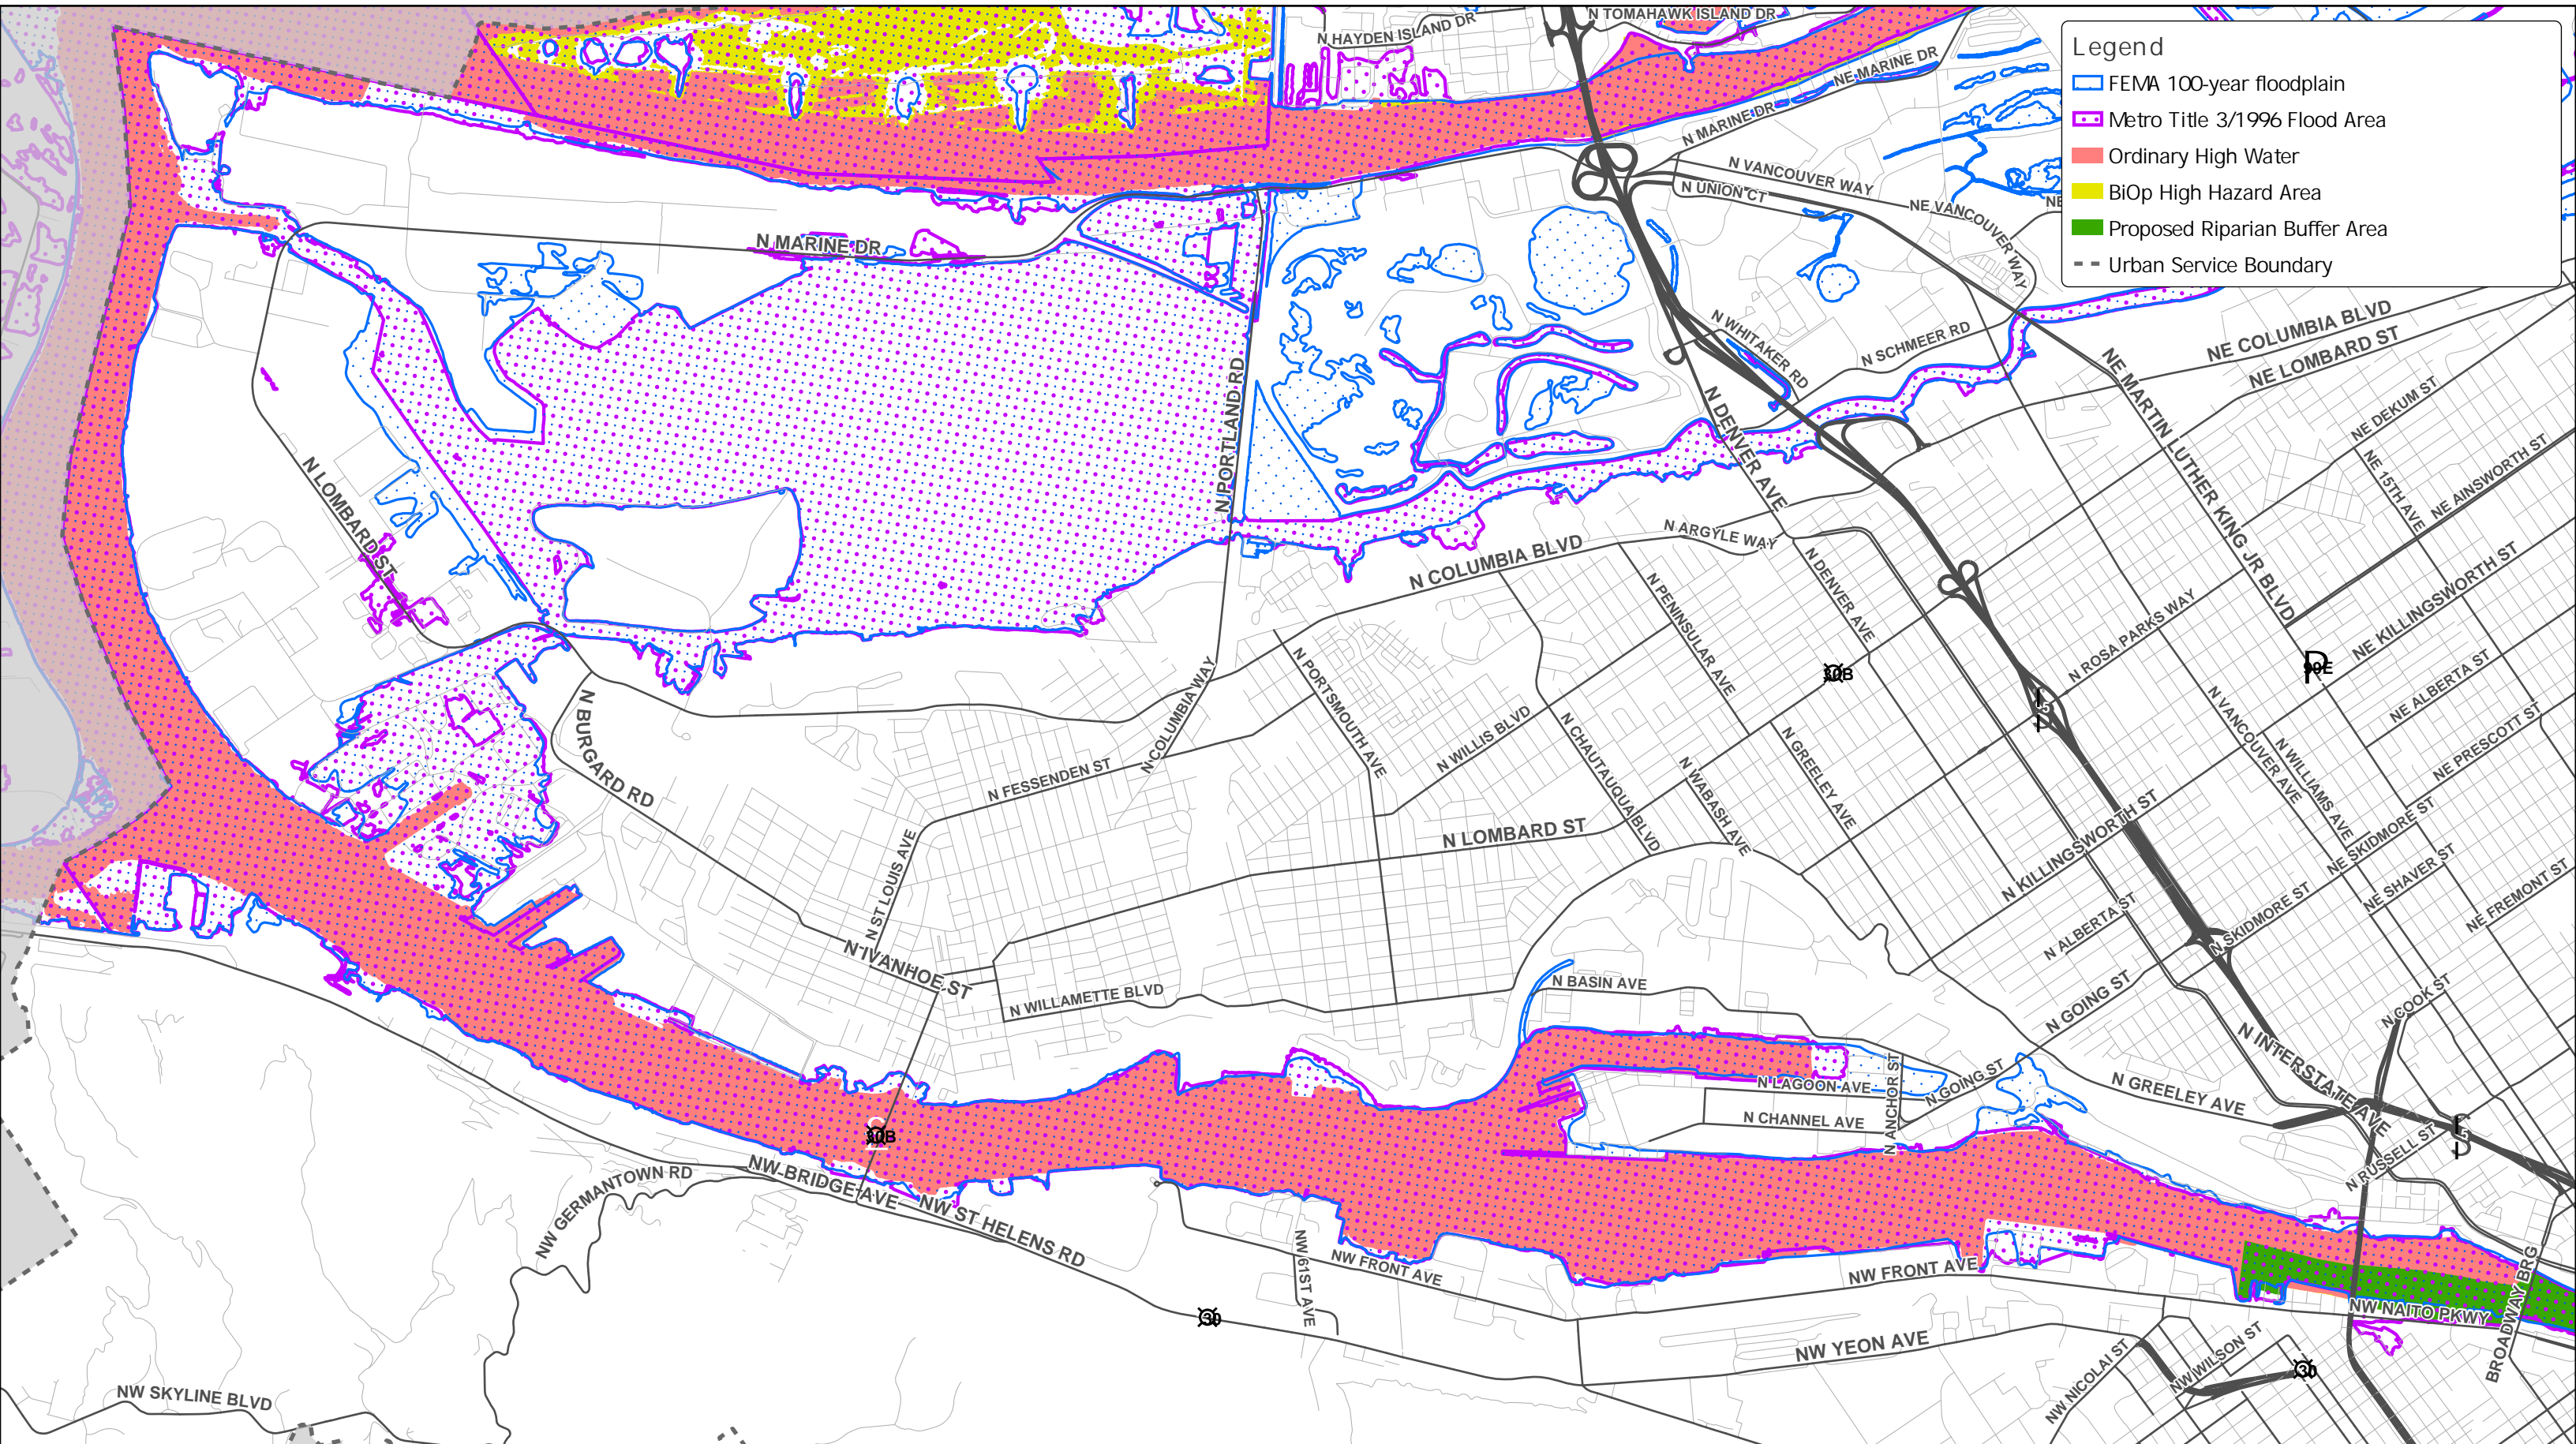 N TOMAHAWK ISLAND DR
N HAYDEN ISLAND DR
Legend
FEMA 100-year floodplain
Metro Title 3/1996 Flood Area
Ordinary High Water
BiOp High Hazard Area
Proposed Riparian Buffer Area
Urban Service Boundary
NE MARINE DR
N MARINE DR
N VANCOUVER WAY
N UNION CT
NE VANCOUVER WAY
NE
N MARINE DR
N WHITAKER RD
N SCHMEER RD
NE COLUMBIA BLVD
NE LOMBARD ST
N PORTLAND RD
N DENVER AVE
NE MARTIN LUTHER KING JR BLVD
NE DEKUM ST
NE 15TH AVE
NE AINSWORTH ST
N LOMBARD ST
N ARGYLE WAY
N COLUMBIA BLVD
N DENVER AVE
N PENINSULAR AVE
N ROSA PARKS WAY
NE KILLINGSWORTH ST
30B
99E
NE ALBERTA ST
N COLUMBIA WAY
N PORTSMOUTH AVE
N BURGARD RD
5
N VANCOUVER AVE
N WILLIAMS AVE
NE PRESCOTT ST
N WILLIS BLVD
N CHAUTAUQUA BLVD
N WABASH AVE
N GREELEY AVE
N FESSENDEN ST
N LOMBARD ST
N KILLINGSWORTH ST
NE SKIDMORE ST
NE SHAVER ST
NE FREMONT ST
N ST LOUIS AVE
N ALBERTA ST
N SKIDMORE ST
N IVANHOE ST
N WILLAMETTE BLVD
N BASIN AVE
N GOING ST
N COOK ST
N INTERSTATE AVE
N LAGOON AVE
N ANCHOR ST
N GOING ST
N GREELEY AVE
N CHANNEL AVE
30B
5
N RUSSELL ST
NW BRIDGE AVE
NW GERMANTOWN RD
NW ST HELENS RD
NW 61ST AVE
NW FRONT AVE
NW FRONT AVE
BROADWAY BRG
NW NAITO PKWY
30
NW YEON AVE
NW NICOLAI ST
NW WILSON ST
30
NW SKYLINE BLVD